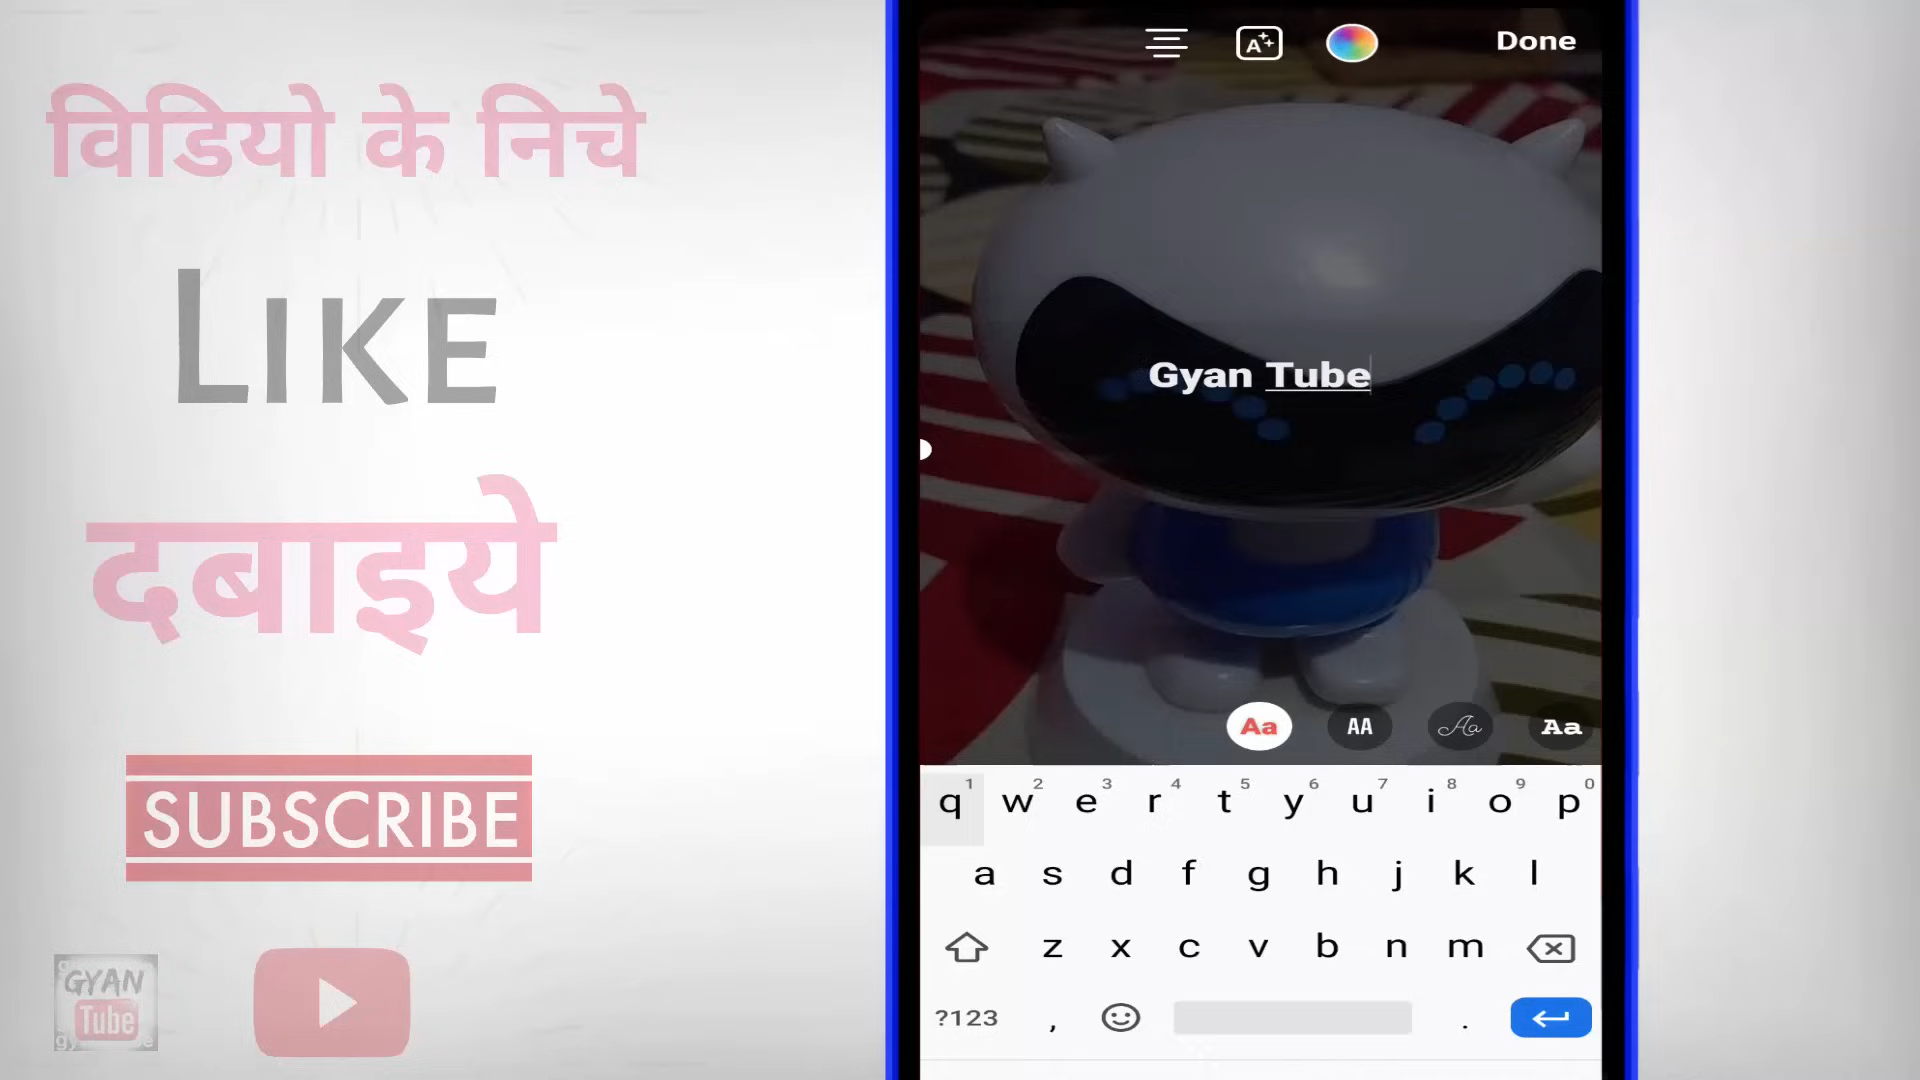 विडियो के निचे
LIKE
दबाइये
SUBSCRIBE
GYAN
Tube
Done
Gyan Tube
Aa AA Aa Aa
1 2 3 4 5 6 7 8 9 0
q w e r t y u i o p
a s d f g h j k l
z x c v b n m
?123 , .